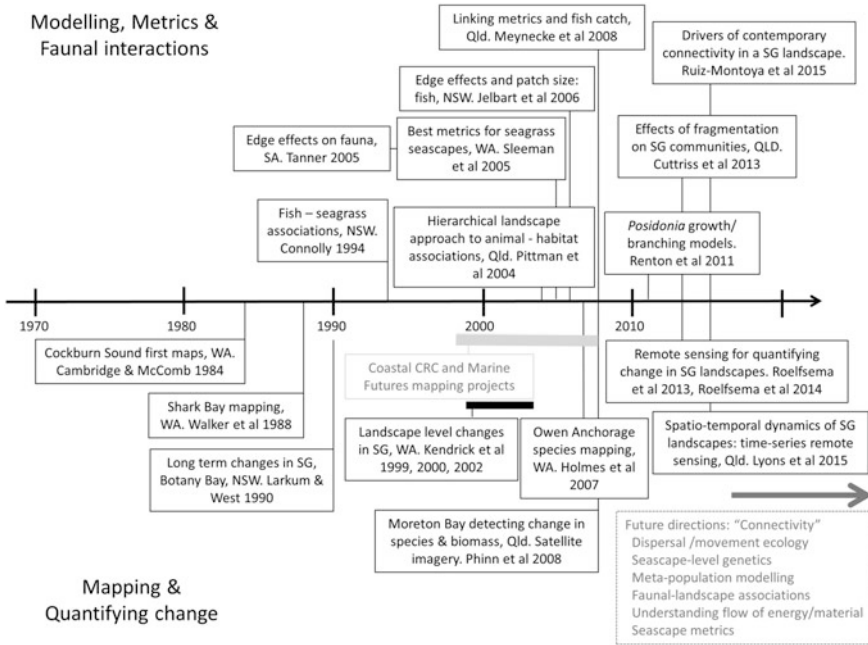 Modelling, Metrics &
Faunal interactions
Linking metrics and fish catch,
Qld. Meynecke et al 2008
Drivers of contemporary
connectivity in a SG landscape.
Ruiz-Montoya et al 2015
Edge effects and patch size:
fish, NSW. Jelbart et al 2006
Edge effects on fauna,
SA. Tanner 2005
Best metrics for seagrass
seascapes, WA. Sleeman
et al 2005
Effects of fragmentation
on SG communities, QLD.
Cuttriss et al 2013
Fish – seagrass
associations, NSW.
Connolly 1994
Hierarchical landscape
approach to animal - habitat
associations, Qld. Pittman et
al 2004
Posidonia growth/
branching models.
Renton et al 2011
1970
1980
1990
2000
2010
Cockburn Sound first maps, WA.
Cambridge & McComb 1984
Shark Bay mapping,
WA. Walker et al 1988
Long term changes in SG,
Botany Bay, NSW. Larkum &
West 1990
Coastal CRC and Marine
Futures mapping projects
Landscape level changes
in SG, WA. Kendrick et al
1999, 2000, 2002
Owen Anchorage
species mapping,
WA. Holmes et al
2007
Moreton Bay detecting change in
species & biomass, Qld. Satellite
imagery. Phinn et al 2008
Remote sensing for quantifying
change in SG landscapes. Roelfsema
et al 2013, Roelfsema et al 2014
Spatio-temporal dynamics of SG
landscapes: time-series remote
sensing, Qld. Lyons et al 2015
Mapping &
Quantifying change
Future directions: “Connectivity”
Dispersal /movement ecology
Seascape-level genetics
Meta-population modelling
Faunal-landscape associations
Understanding flow of energy/material
Seascape metrics